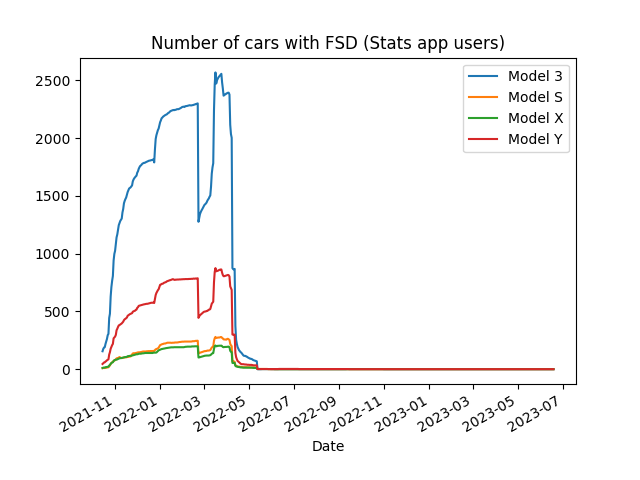 Number of cars with FSD (Stats app users)
Model 3
Model S
Model X
Model Y
2500
2000
1500
1000
500
0
2021-11
2022-01
2022-03
2022-05
2022-07
2022-09
2022-11
2023-01
2023-03
2023-05
2023-07
Date